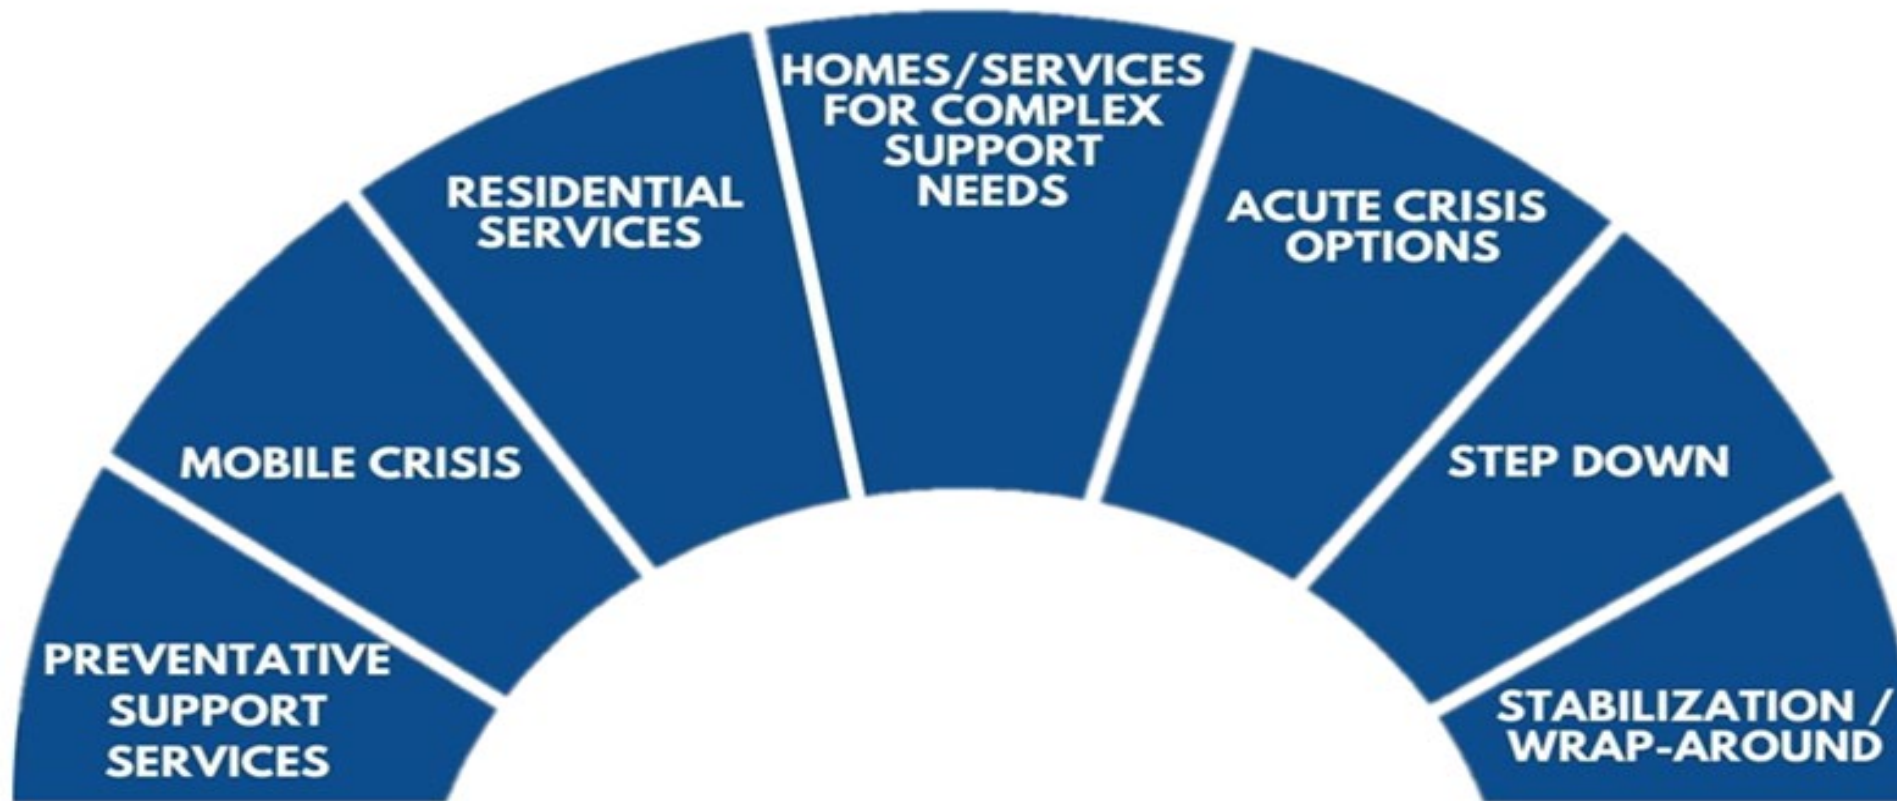 PREVENTATIVE
SUPPORT
SERVICES
MOBILE CRISIS
RESIDENTIAL
SERVICES
HOMES/SERVICES
FOR COMPLEX
SUPPORT
NEEDS
ACUTE CRISIS
OPTIONS
STEP DOWN
STABILIZATION /
WRAP-AROUND